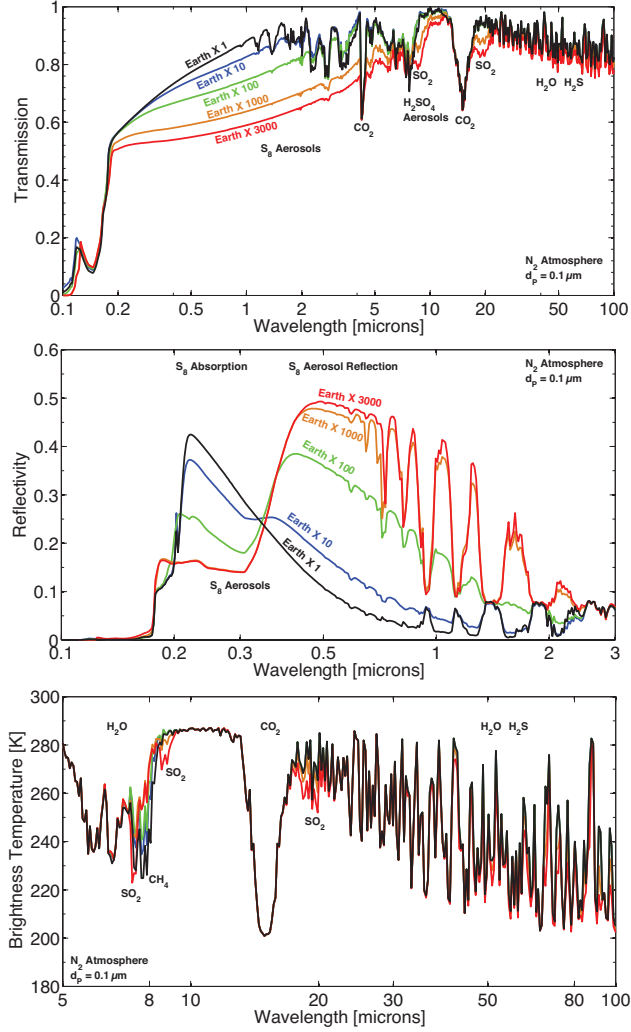 1
0.8
0.6
0.4
0.2
0
Transmission
Earth X 1
Earth X 10
Earth X 100
Earth X 1000
Earth X 3000
S8 Aerosols
CO2
SO2
H2SO4
Aerosols
CO2
SO2
H2O H2S
N2 Atmosphere
dP = 0.1 µm
0.1 0.2 0.5 1 2 5 10 20 50 100
Wavelength [microns]
0.6
0.5
0.4
0.3
0.2
0.1
0
Reflectivity
S8 Absorption S8 Aerosol Reflection
N2 Atmosphere
dP = 0.1 µm
Earth X 3000
Earth X 1000
Earth X 100
Earth X 10
Earth X 1
S8 Aerosols
0.1 0.2 0.3 1 2 3
Wavelength [microns]
300
280
260
240
220
200
180
Brightness Temperature [K]
H2O CO2 H2O H2S
SO2
SO2
CH4
SO2
N2 Atmosphere
dP = 0.1 µm
5 8 10 20 30 50 80 100
Wavelength [microns]